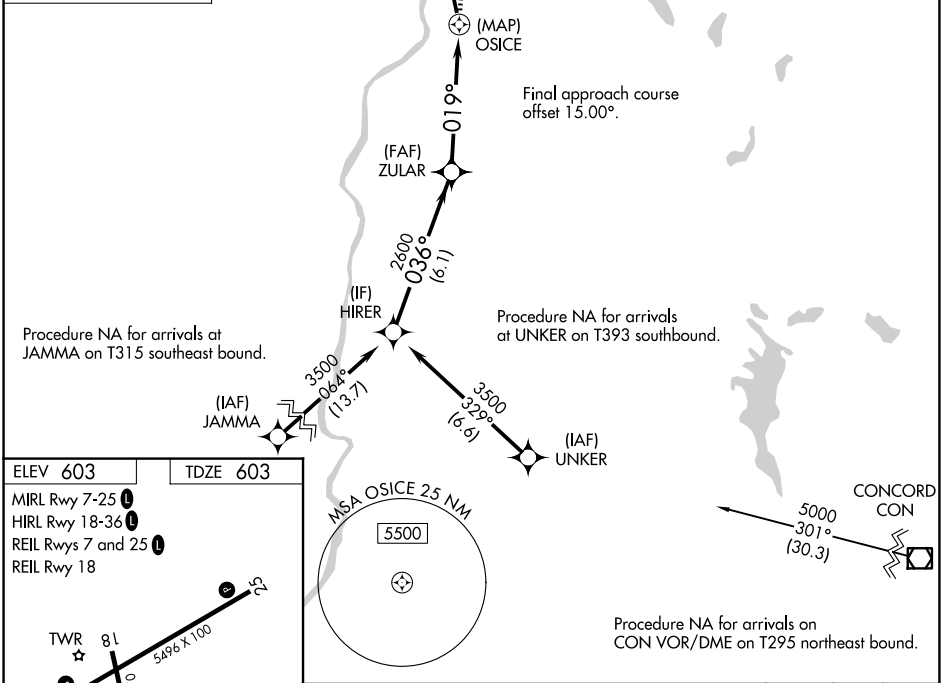 (MAP)
OSICE
Final approach course
offset 15.00°.
019°
(FAF)
ZULAR
2600
036°
(6.1)
(IF)
HIRER
Procedure NA for arrivals
at UNKER on T393 southbound.
Procedure NA for arrivals at
JAMMA on T315 southeast bound.
3500
064°
(13.7)
(IAF)
JAMMA
3500
329°
(6.6)
(IAF)
UNKER
ELEV 603
TDZE 603
MIRL Rwy 7-25 L
HIRL Rwy 18-36 L
REIL Rwys 7 and 25 L
REIL Rwy 18
P
25
TWR
18
5496 X 100
MSA OSICE 25 NM
5500
CONCORD
CON
5000
301°
(30.3)
Procedure NA for arrivals on
CON VOR/DME on T295 northeast bound.